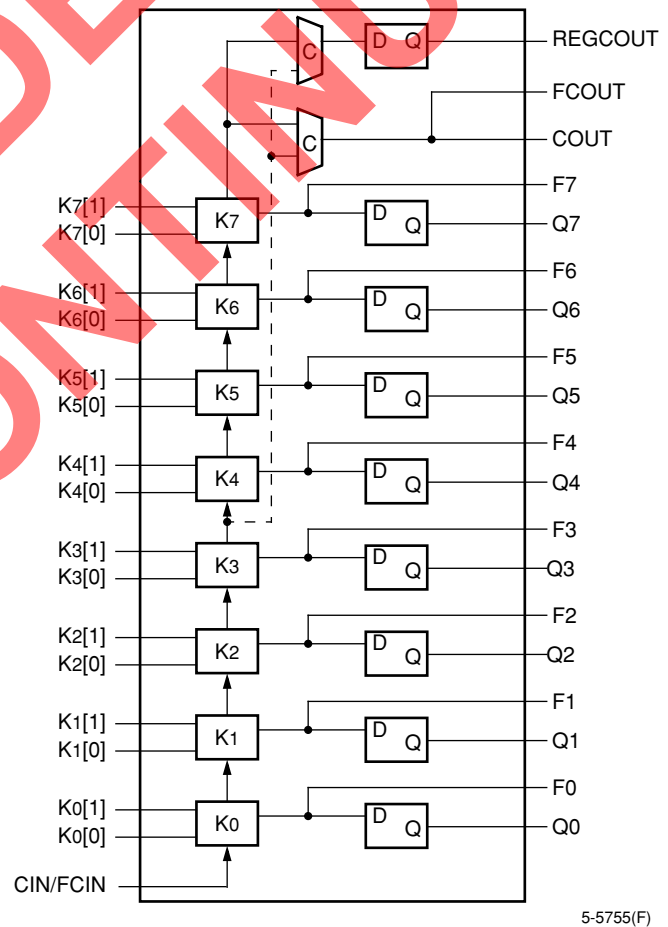 REGCOUT
D Q
C
FCOUT
COUT
C
F7
K7[1]
K7[0]
K7
D Q
Q7
F6
K6[1]
K6[0]
K6
D Q
Q6
F5
K5[1]
K5[0]
K5
D Q
Q5
F4
K4[1]
K4[0]
K4
D Q
Q4
F3
K3[1]
K3[0]
K3
D Q
Q3
F2
K2[1]
K2[0]
K2
D Q
Q2
F1
K1[1]
K1[0]
K1
D Q
Q1
F0
K0[1]
K0[0]
K0
D Q
Q0
CIN/FCIN
5-5755(F)